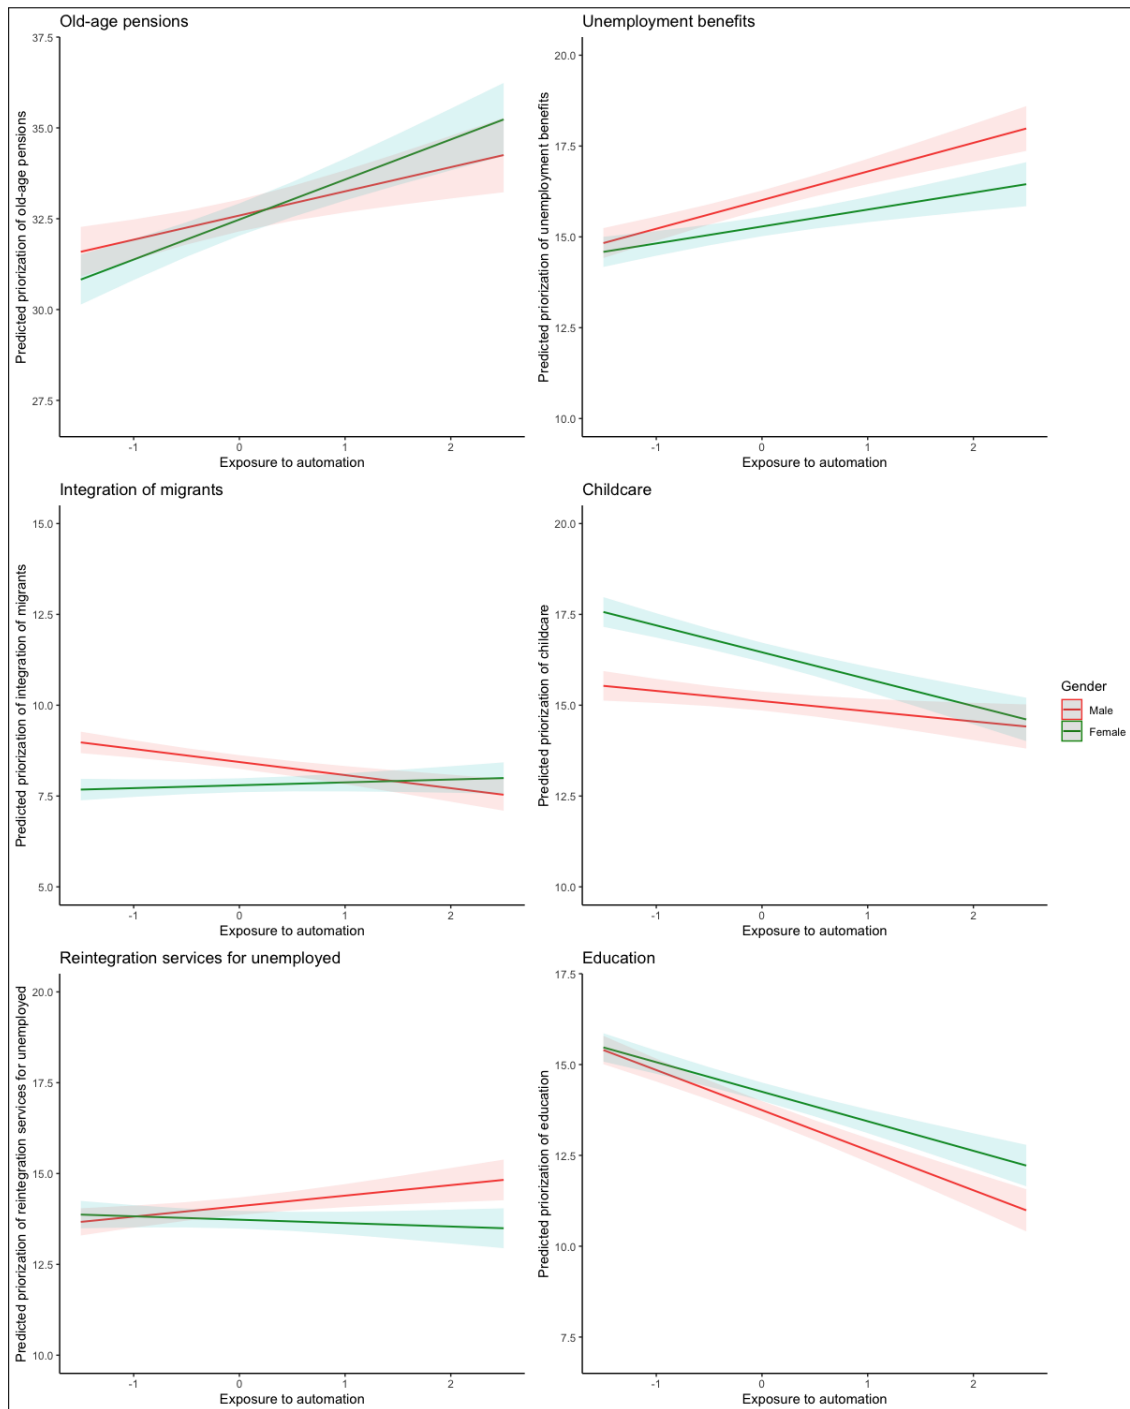 Old-age pensions
Predicted priorization of old-age pensions
37.5
35.0
32.5
30.0
27.5
-1 0 1 2
Exposure to automation
Unemployment benefits
Predicted priorization of unemployment benefits
20.0
17.5
15.0
12.5
10.0
-1 0 1 2
Exposure to automation
Integration of migrants
Predicted priorization of integration of migrants
15.0
12.5
10.0
7.5
5.0
-1 0 1 2
Exposure to automation
Childcare
Predicted priorization of childcare
20.0
17.5
15.0
12.5
10.0
-1 0 1 2
Exposure to automation
Gender
Male
Female
Reintegration services for unemployed
Predicted priorization of reintegration services for unemployed
20.0
17.5
15.0
12.5
10.0
-1 0 1 2
Exposure to automation
Education
Predicted priorization of education
17.5
15.0
12.5
10.0
7.5
-1 0 1 2
Exposure to automation